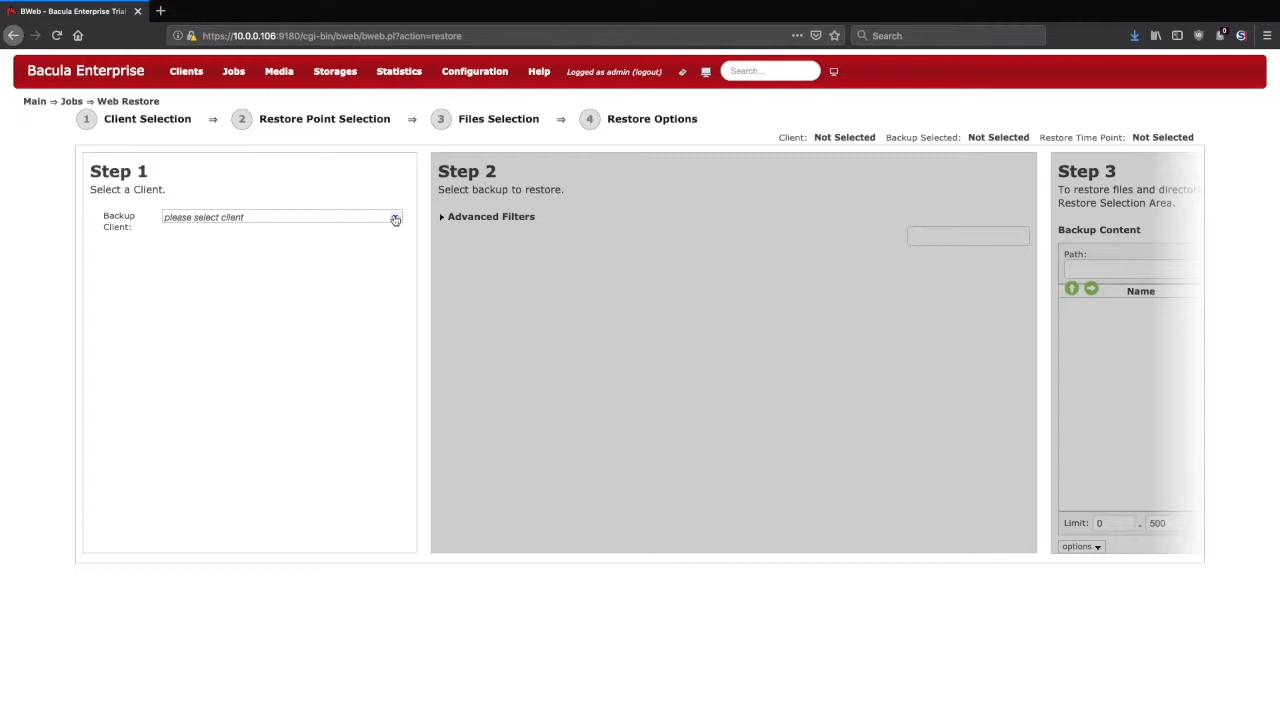 BWeb - Bacula Enterprise Trial
https://10.0.0.106:9180/cgi-bin/bweb/bweb.pl?action=restore
Search
0
Bacula Enterprise Clients Jobs Media Storages Statistics Configuration Help Logged as admin (logout) Search...
Main ⇒ Jobs ⇒ Web Restore
1 Client Selection ⇒ 2 Restore Point Selection ⇒ 3 Files Selection ⇒ 4 Restore Options
Client: Not Selected Backup Selected: Not Selected Restore Time Point: Not Selected
Step 1
Select a Client.
Backup
Client:
please select client
Step 2
Select backup to restore.
Advanced Filters
Step 3
To restore files and director
Restore Selection Area.
Backup Content
Path:
Name
Limit: 0 - 500
options